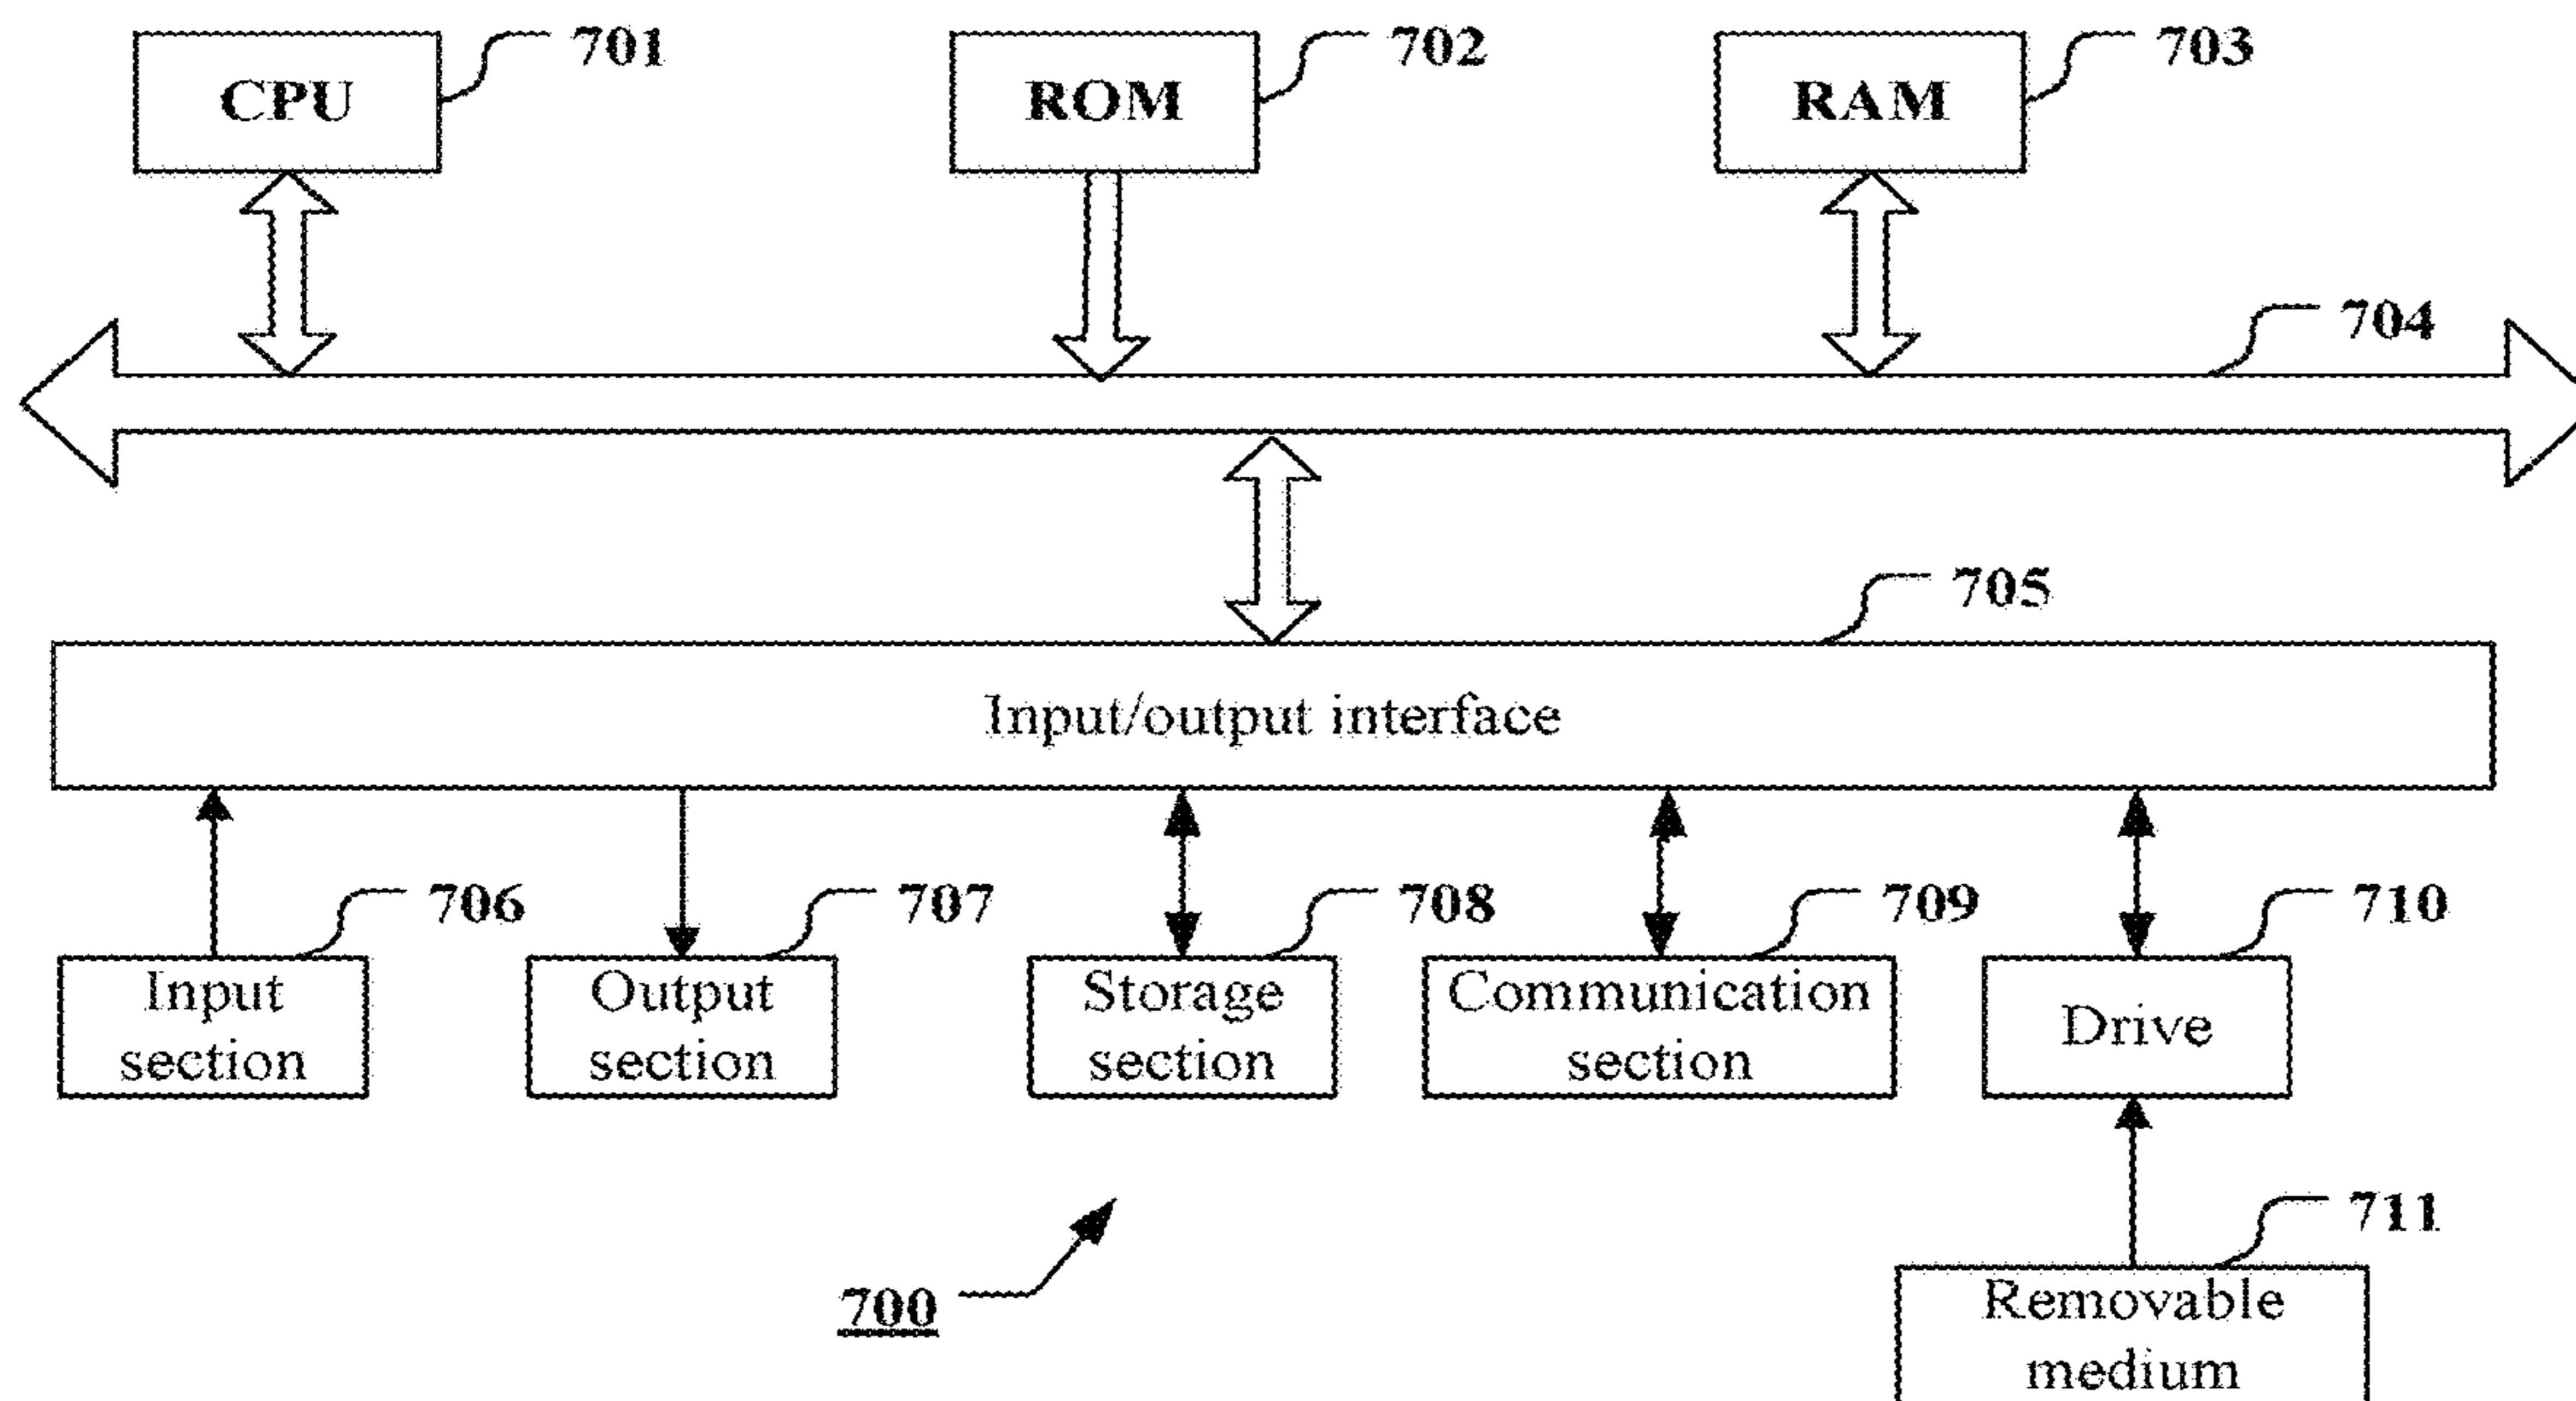 CPU 701
ROM 702
RAM 703
704
705
Input/output interface
706
707
708
709
710
Input
section
Output
section
Storage
section
Communication
section
Drive
711
700
Removable
medium